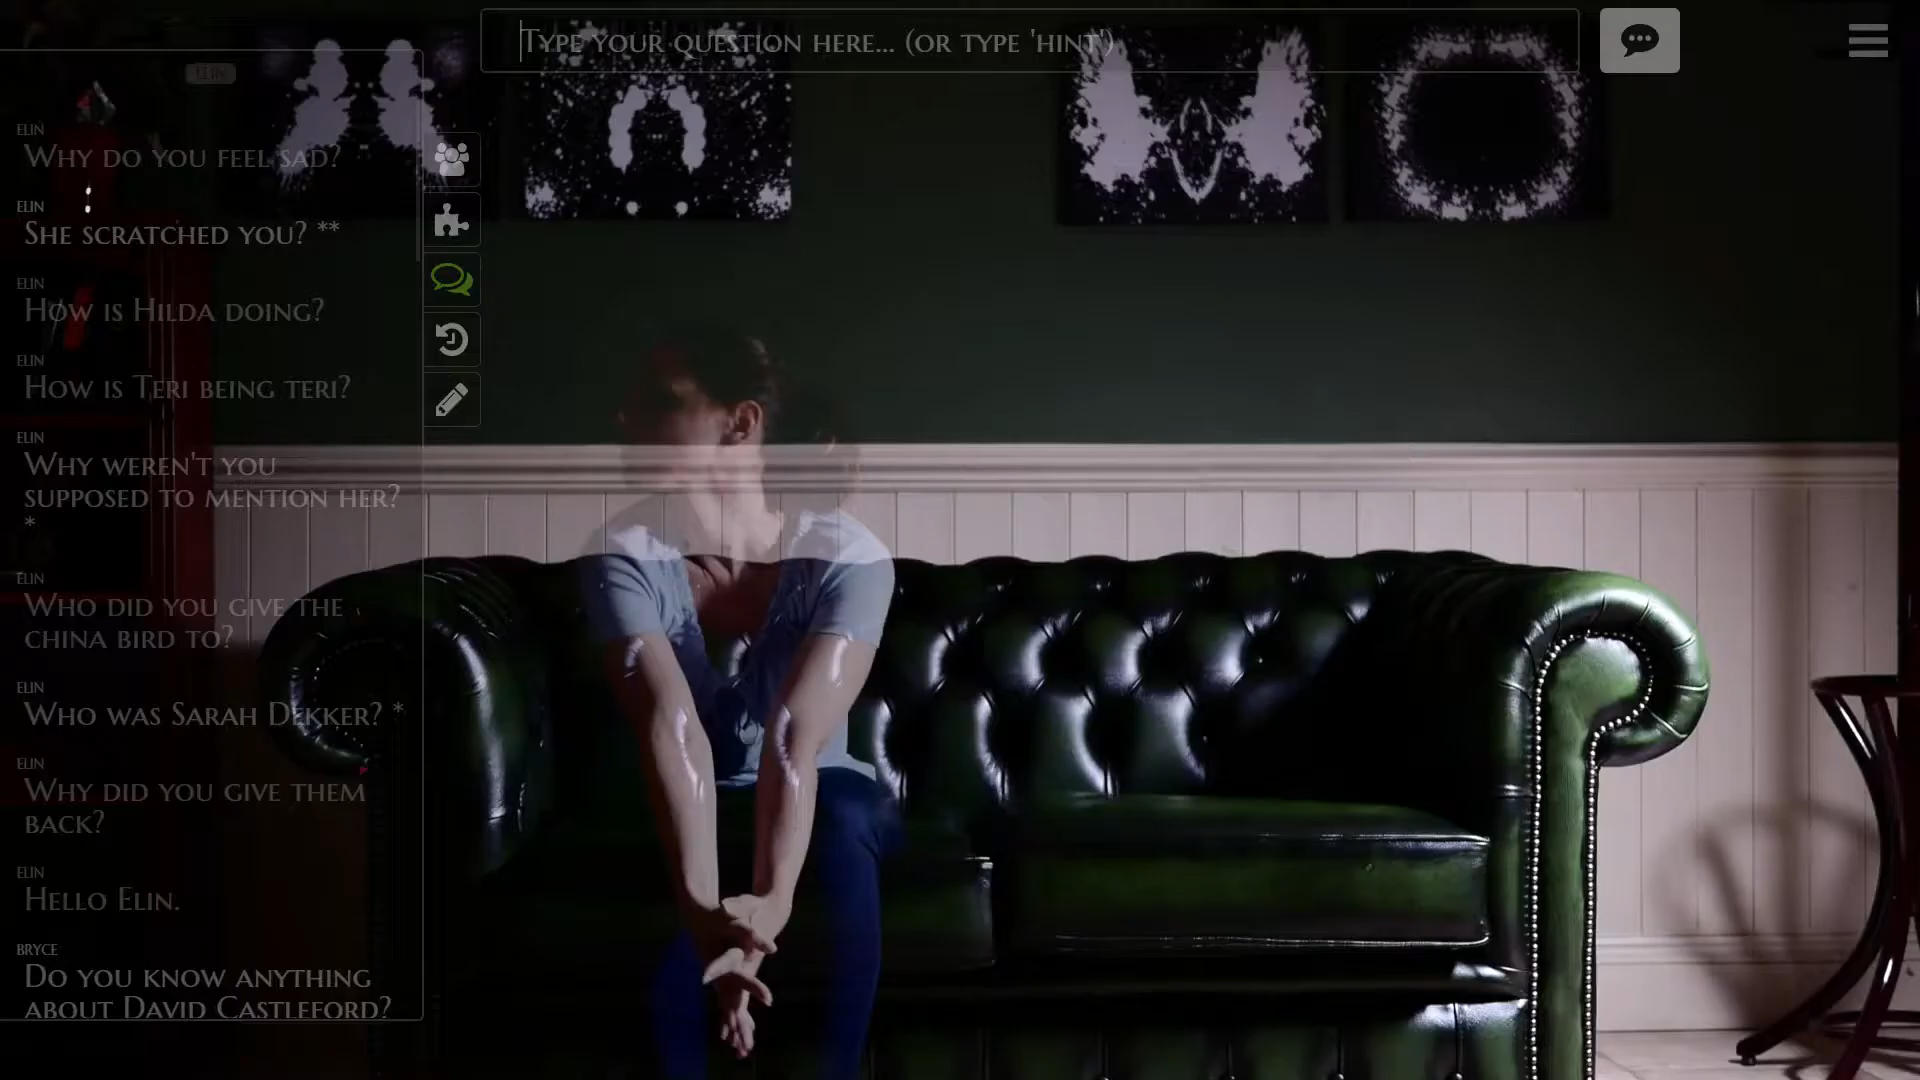 Type your question here... (or type 'hint')
ELIN
ELIN
Why do you feel sad?
ELIN
She scratched you? **
ELIN
How is Hilda doing?
ELIN
How is Teri being Teri?
ELIN
Why weren't you
supposed to mention her?
*
ELIN
Who did you give the
china bird to?
ELIN
Who was Sarah Dekker? *
ELIN
Why did you give them
back?
ELIN
Hello Elin.
BRYCE
Do you know anything
about David Castleford?